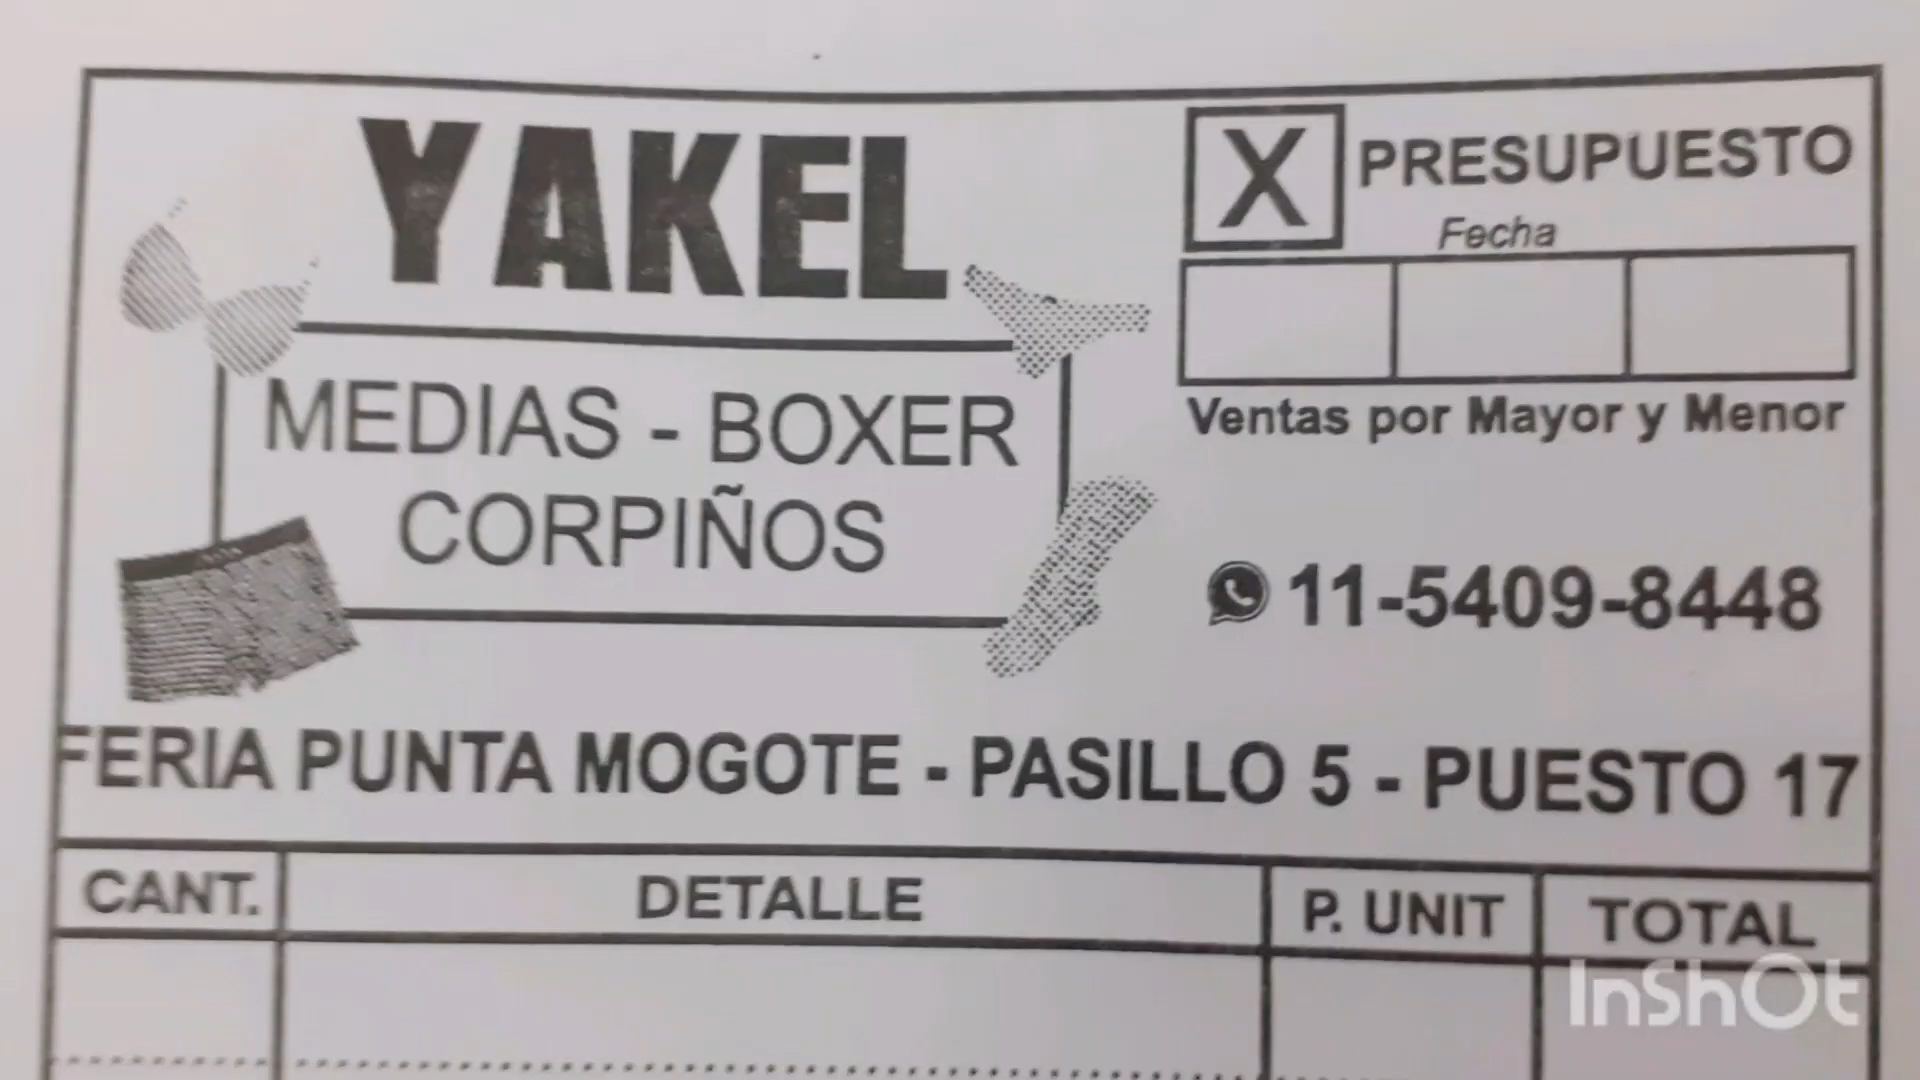 YAKEL
MEDIAS - BOXER
CORPIÑOS
X PRESUPUESTO
Fecha
Ventas por Mayor y Menor
11-5409-8448
FERIA PUNTA MOGOTE - PASILLO 5 - PUESTO 17
CANT. DETALLE P. UNIT TOTAL
InShOt